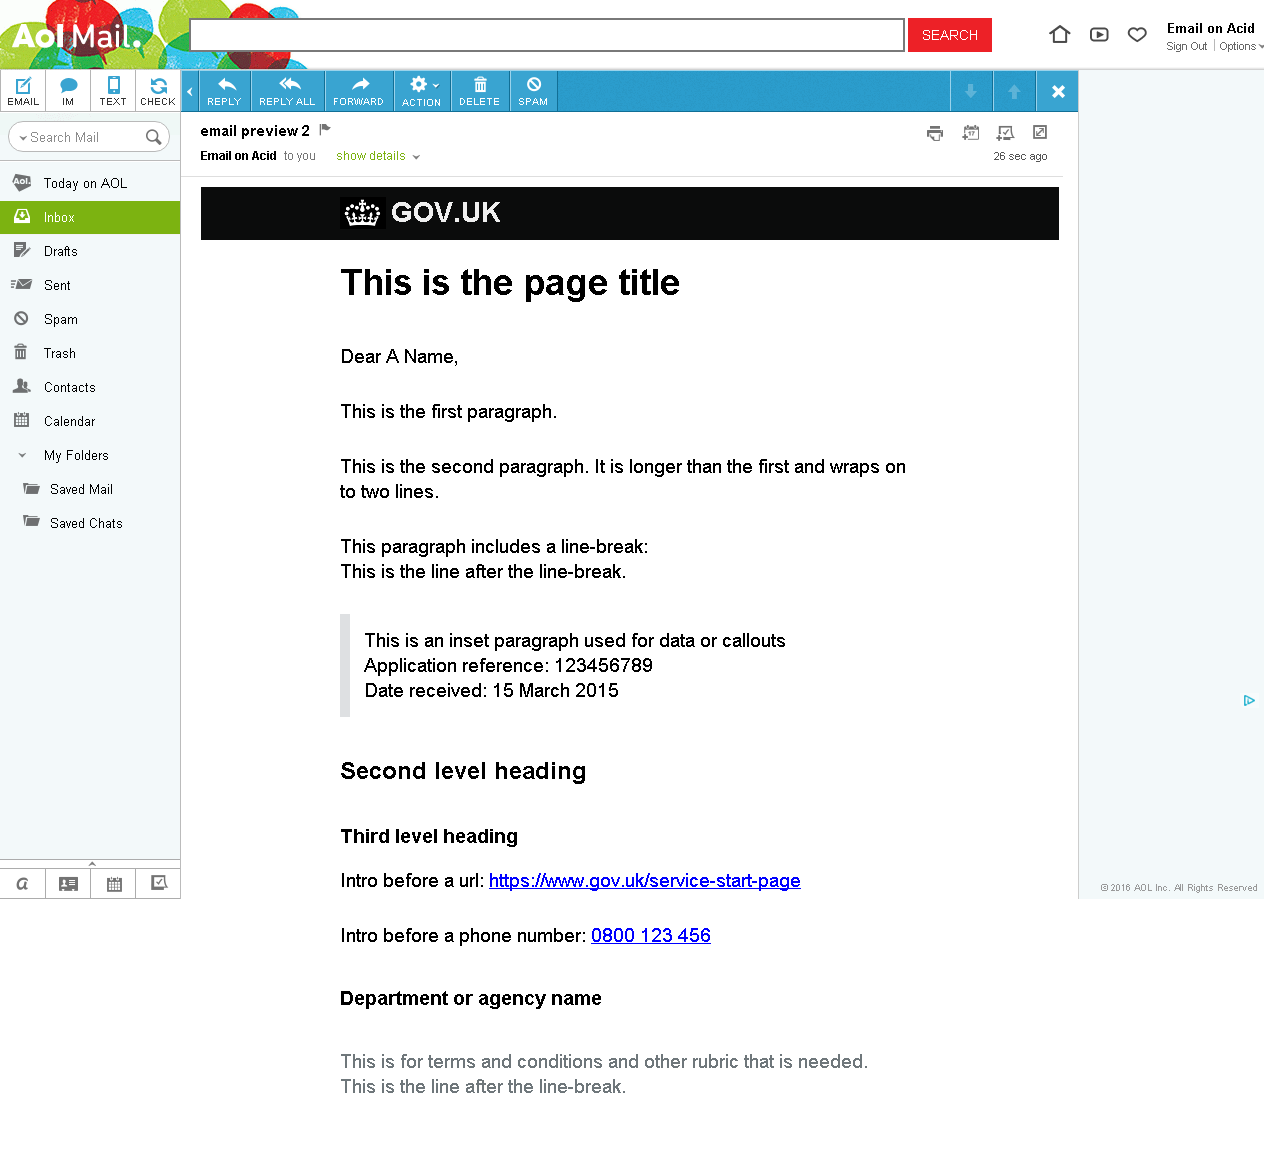 Aol Mail.
SEARCH
Email on Acid
Sign Out Options
EMAIL IM TEXT CHECK
REPLY REPLY ALL FORWARD ACTION DELETE SPAM
Search Mail
email preview 2
17
Email on Acid to you show details
26 sec ago
Aol. Today on AOL
Inbox
Drafts
Sent
Spam
Trash
Contacts
Calendar
My Folders
Saved Mail
Saved Chats
GOV.UK
This is the page title
Dear A Name,
This is the first paragraph.
This is the second paragraph. It is longer than the first and wraps on
to two lines.
This paragraph includes a line-break:
This is the line after the line-break.
This is an inset paragraph used for data or callouts
Application reference: 123456789
Date received: 15 March 2015
Second level heading
Third level heading
Intro before a url: https://www.gov.uk/service-start-page
Intro before a phone number: 0800 123 456
Department or agency name
This is for terms and conditions and other rubric that is needed.
This is the line after the line-break.
a
© 2016 AOL Inc. All Rights Reserved